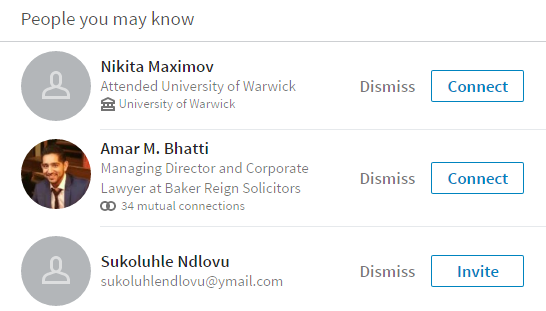 People you may know
Nikita Maximov
Attended University of Warwick
University of Warwick
Dismiss
Connect
Amar M. Bhatti
Managing Director and Corporate
Lawyer at Baker Reign Solicitors
34 mutual connections
Dismiss
Connect
Sukoluhle Ndlovu
sukoluhlendlovu@ymail.com
Dismiss
Invite